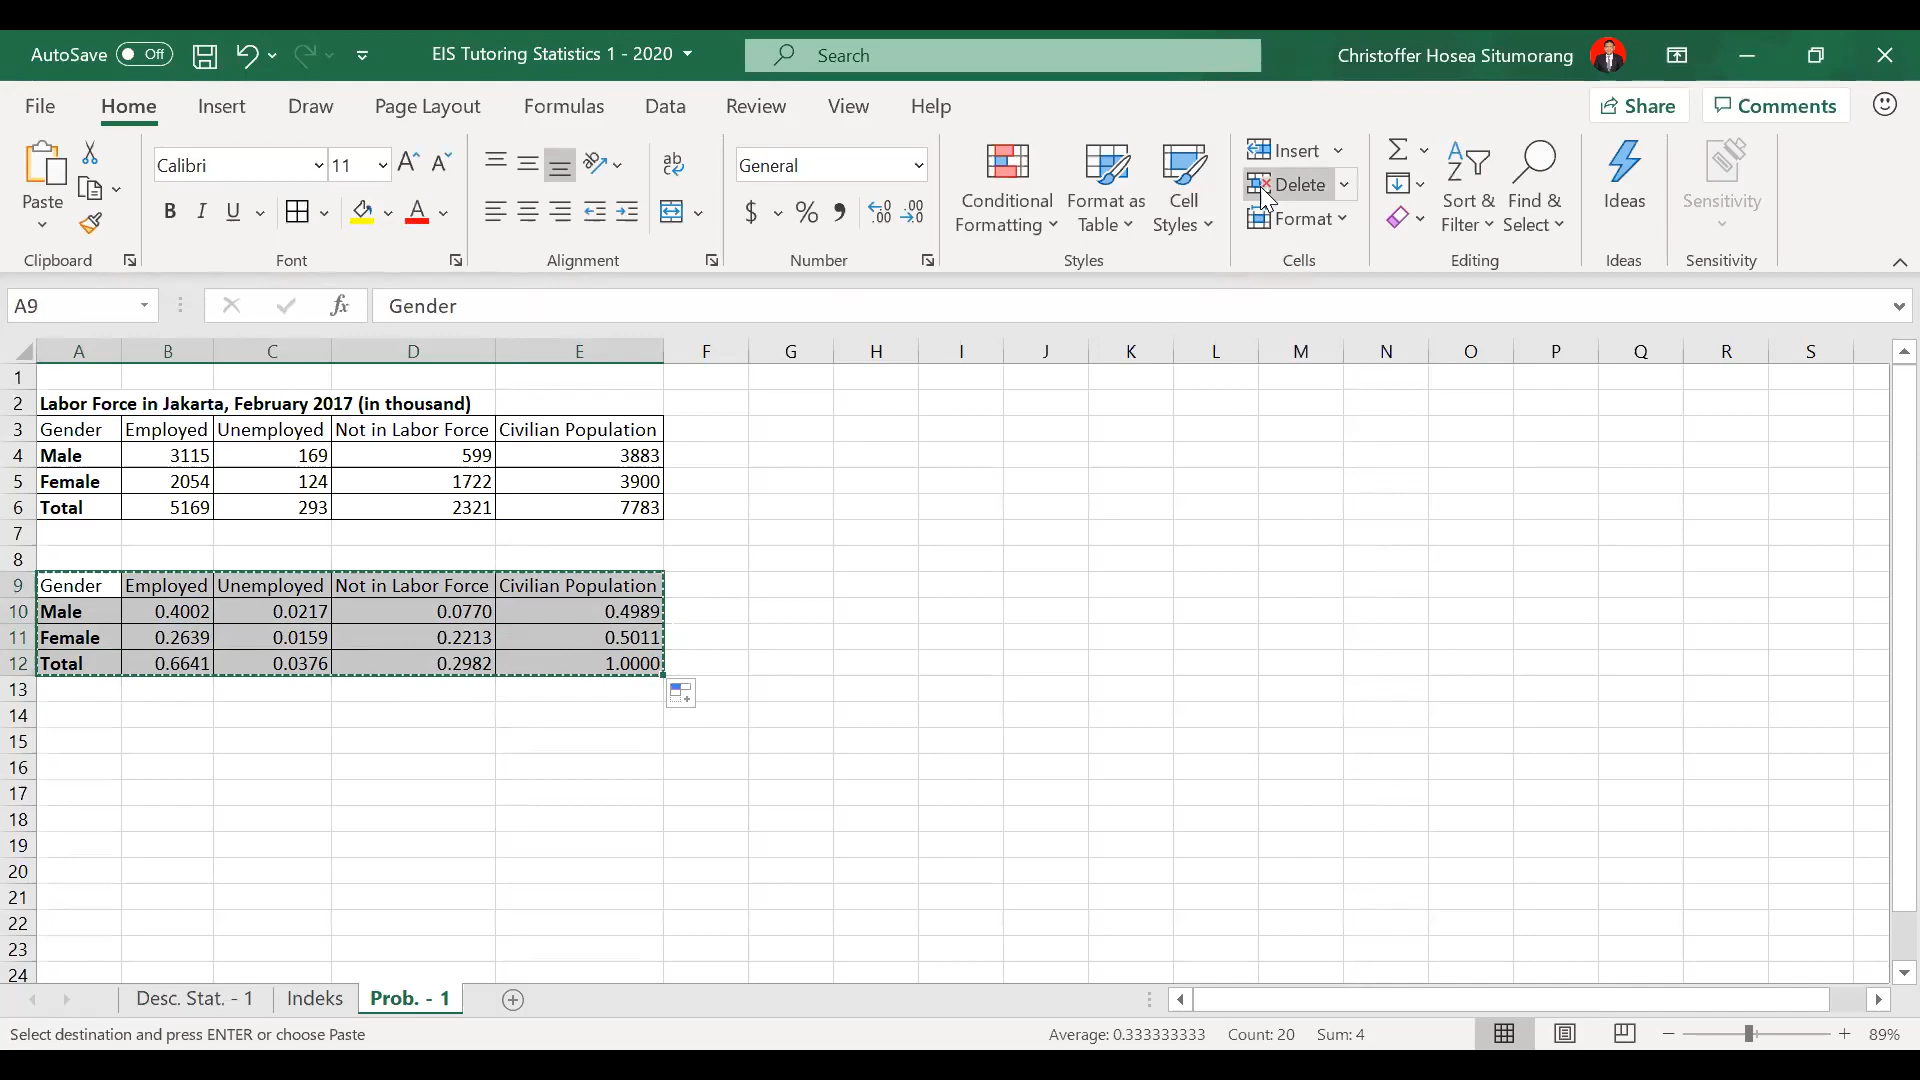 AutoSave Off EIS Tutoring Statistics 1 - 2020 Search Christoffer Hosea Situmorang
File Home Insert Draw Page Layout Formulas Data Review View Help Share Comments
Paste
Clipboard
Calibri 11
B I U A
Font
ab
Alignment
General
$ % 9 .00
Number
Conditional Formatting
Format as Table
Cell Styles
Styles
Insert
Delete
Format
Cells
Sort & Filter
Find & Select
Editing
Ideas
Ideas
Sensitivity
Sensitivity
A9 fx Gender
A B C D E F G H I J K L M N O P Q R S
1
2 Labor Force in Jakarta, February 2017 (in thousand)
3 Gender Employed Unemployed Not in Labor Force Civilian Population
4 Male 3115 169 599 3883
5 Female 2054 124 1722 3900
6 Total 5169 293 2321 7783
7
8
9 Gender Employed Unemployed Not in Labor Force Civilian Population
10 Male 0.4002 0.0217 0.0770 0.4989
11 Female 0.2639 0.0159 0.2213 0.5011
12 Total 0.6641 0.0376 0.2982 1.0000
13
14
15
16
17
18
19
20
21
22
23
24
Desc. Stat. - 1 Indeks Prob. - 1
Select destination and press ENTER or choose Paste Average: 0.333333333 Count: 20 Sum: 4 89%